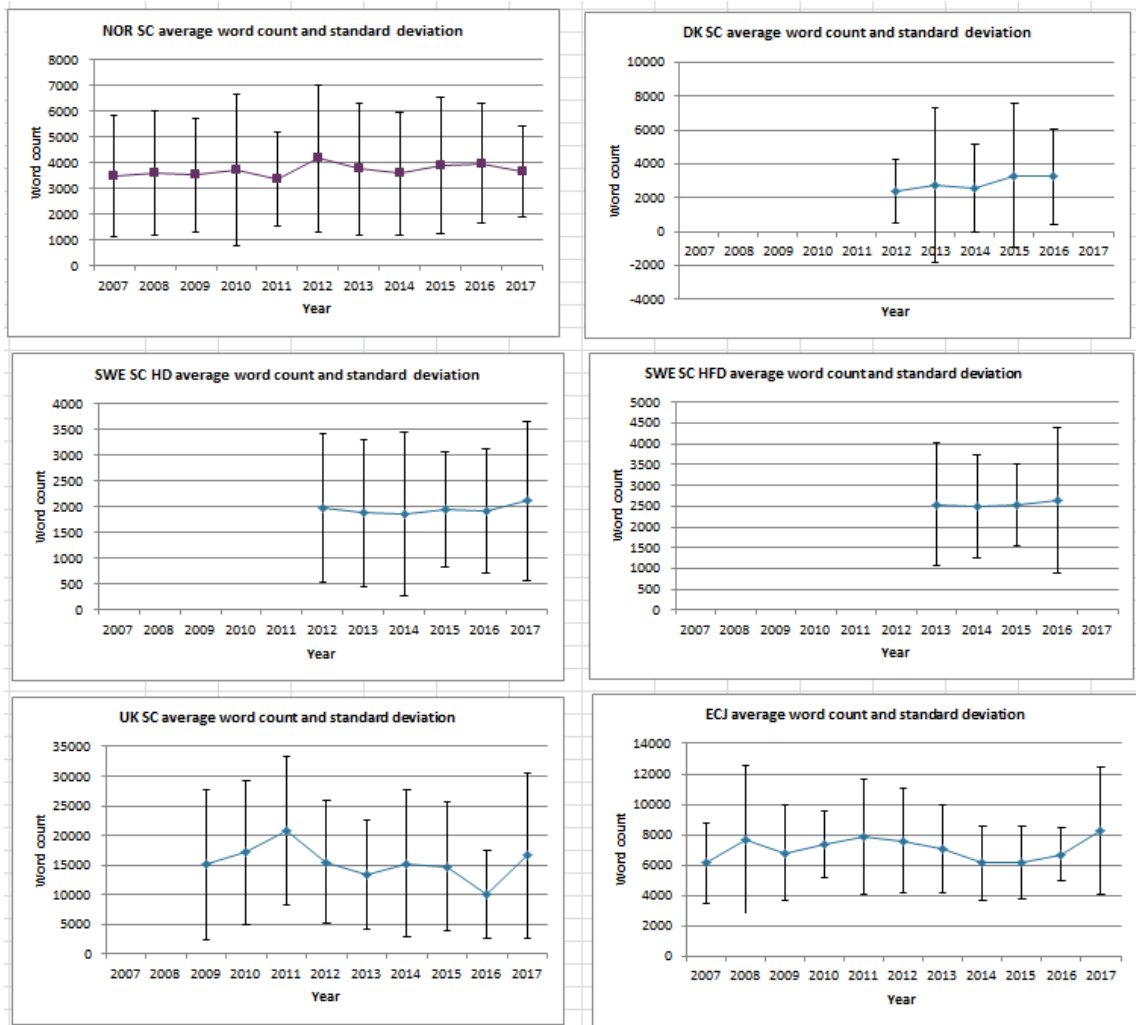 NOR SC average word count and standard deviation
8000
7000
6000
5000
4000
3000
2000
1000
0
Word count
2007 2008 2009 2010 2011 2012 2013 2014 2015 2016 2017
Year
DK SC average word count and standard deviation
10000
8000
6000
4000
2000
0
-2000
-4000
Word count
2007 2008 2009 2010 2011 2012 2013 2014 2015 2016 2017
Year
SWE SC HD average word count and standard deviation
4000
3500
3000
2500
2000
1500
1000
500
0
Word count
2007 2008 2009 2010 2011 2012 2013 2014 2015 2016 2017
Year
SWE SC HFD average word count and standard deviation
5000
4500
4000
3500
3000
2500
2000
1500
1000
500
0
Word count
2007 2008 2009 2010 2011 2012 2013 2014 2015 2016 2017
Year
UK SC average word count and standard deviation
35000
30000
25000
20000
15000
10000
5000
0
Word count
2007 2008 2009 2010 2011 2012 2013 2014 2015 2016 2017
Year
ECJ average word count and standard deviation
14000
12000
10000
8000
6000
4000
2000
0
Word count
2007 2008 2009 2010 2011 2012 2013 2014 2015 2016 2017
Year